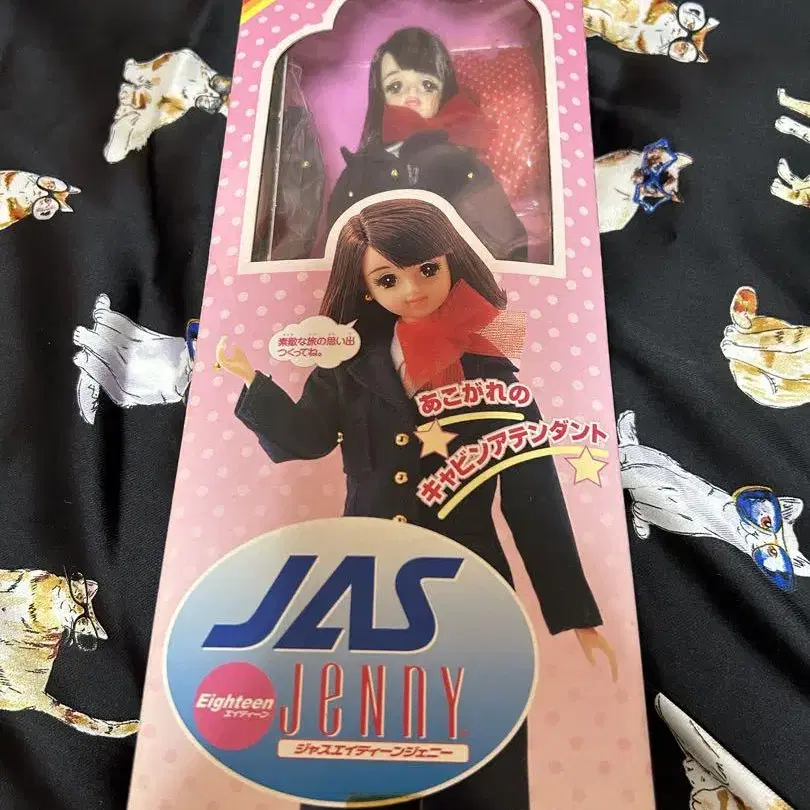 素敵な旅の思い出
つくってね。
あこがれの
キャビンアテンダント
JAS
Eighteen
エイティーン
JeNNY
ジャスエイティーンジェニー